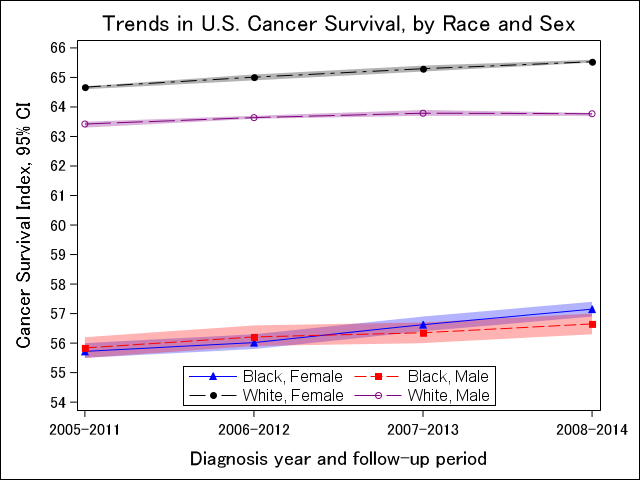 Trends in U.S. Cancer Survival, by Race and Sex
Cancer Survival Index, 95% CI
66
65
64
63
62
61
60
59
58
57
56
55
54
Black, Female
Black, Male
White, Female
White, Male
2005-2011
2006-2012
2007-2013
2008-2014
Diagnosis year and follow-up period